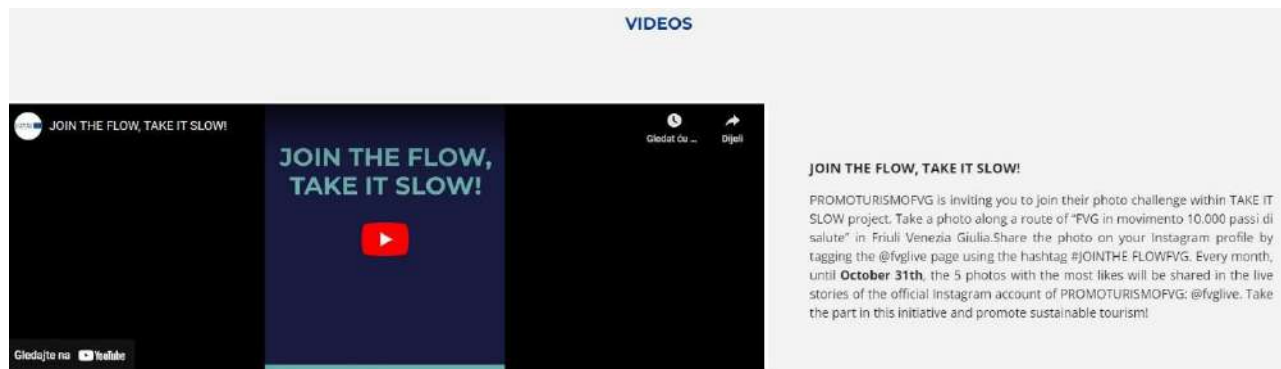 VIDEOS
JOIN THE FLOW, TAKE IT SLOW!
Gledat ću ...
Dijeli
JOIN THE FLOW,
TAKE IT SLOW!
Gledajte na YouTube
JOIN THE FLOW, TAKE IT SLOW!
PROMOTURISMOFVG is inviting you to join their photo challenge within TAKE IT
SLOW project. Take a photo along a route of "FVG in movimento 10.000 passi di
salute" in Friuli Venezia Giulia.Share the photo on your Instagram profile by
tagging the @fvglive page using the hashtag #JOINTHE FLOWFVG. Every month,
until October 31th, the 5 photos with the most likes will be shared in the live
stories of the official Instagram account of PROMOTURISMOFVG: @fvglive. Take
the part in this initiative and promote sustainable tourism!